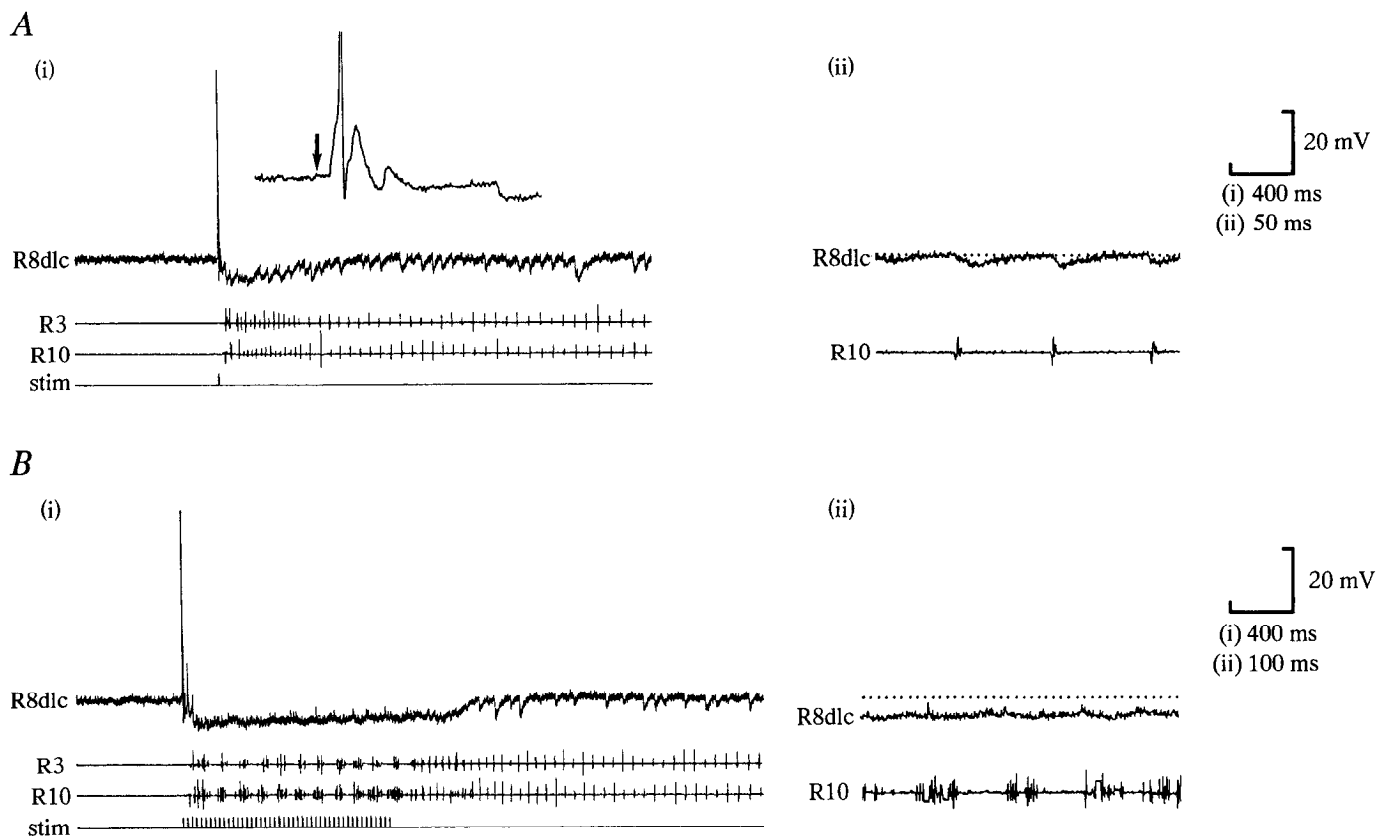 A
(i)
(ii)
20 mV
(i) 400 ms
(ii) 50 ms
R8dlc
R3
R10
stim
R8dlc
R10
B
(i)
(ii)
20 mV
(i) 400 ms
(ii) 100 ms
R8dlc
R3
R10
stim
R8dlc
R10